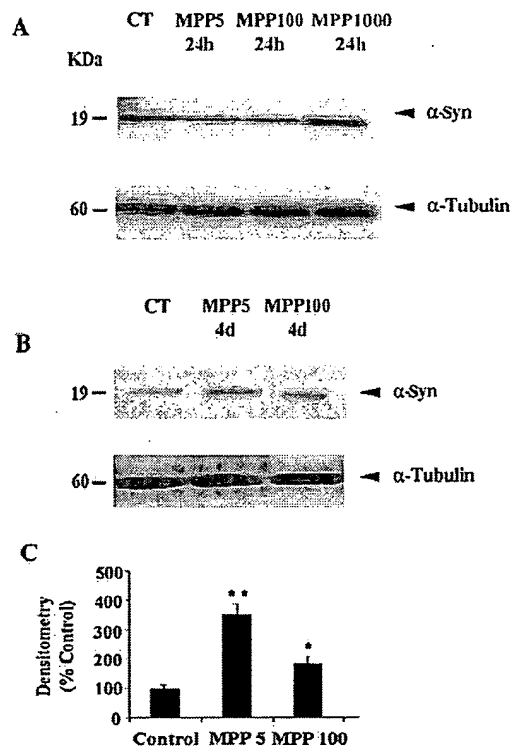 A
CT MPP5 MPP100 MPP1000
24h 24h 24h
KDa
19 α-Syn
60 α-Tubulin
CT MPP5 MPP100
4d 4d
B
19 α-Syn
60 α-Tubulin
C
500
400
300
200
100
0
Densitometry
(% Control)
** 
*
Control MPP 5 MPP 100